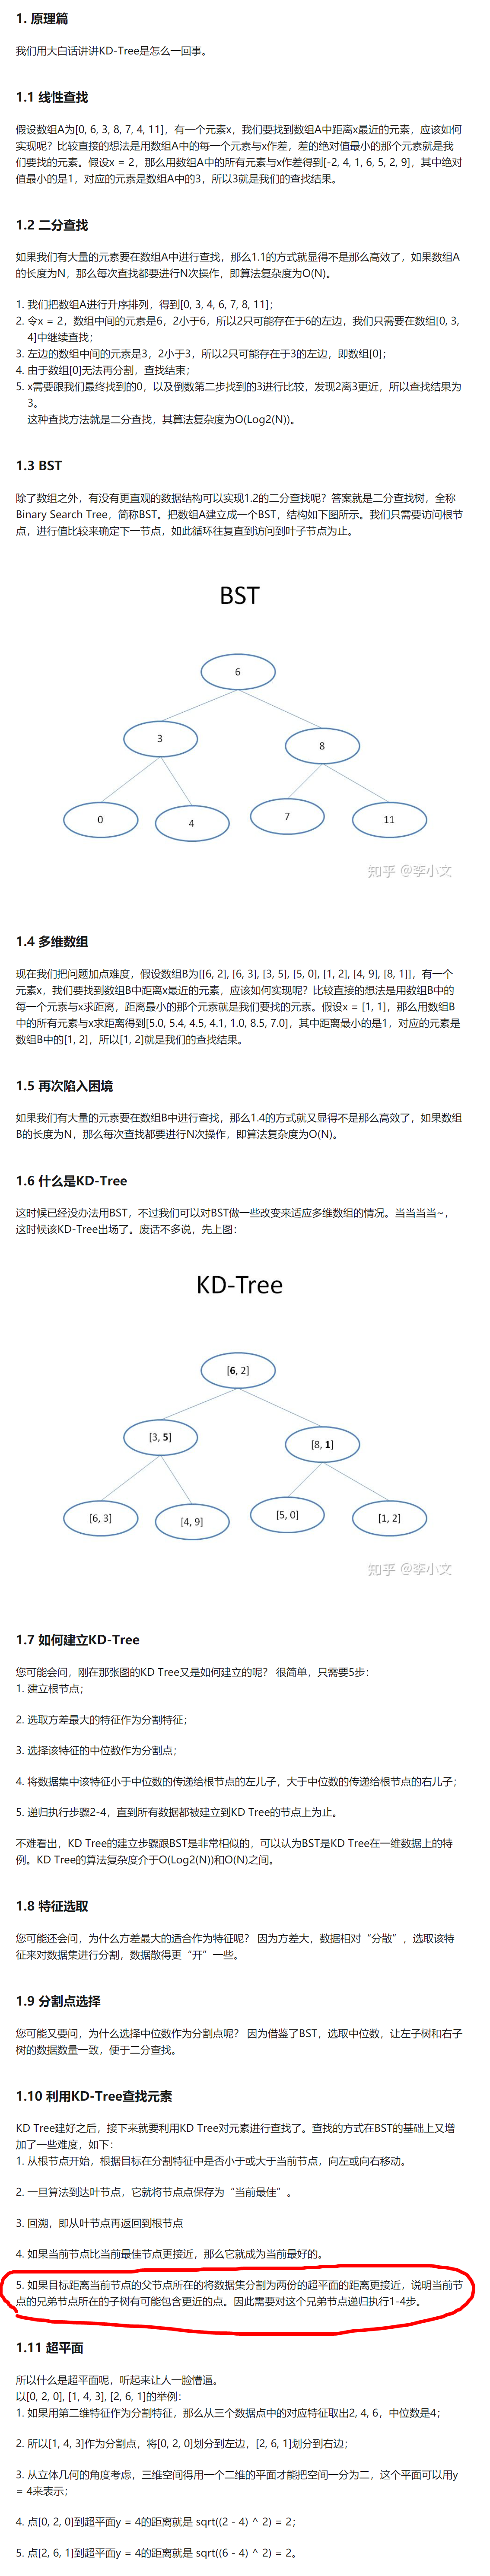 1. 原理篇
我们用大白话讲讲KD-Tree是怎么一回事。
1.1 线性查找
假设数组A为[0, 6, 3, 8, 7, 4, 11]，有一个元素x，我们要找到数组A中距离x最近的元素，应该如何
实现呢？比较直接的想法是用数组A中的每一个元素与x作差，差的绝对值最小的那个元素就是我
们要找的元素。假设x = 2，那么用数组A中的所有元素与x作差得到[-2, 4, 1, 6, 5, 2, 9]，其中绝对
值最小的是1，对应的元素是数组A中的3，所以3就是我们的查找结果。
1.2 二分查找
如果我们有大量的元素要在数组A中进行查找，那么1.1的方式就显得不是那么高效了，如果数组A
的长度为N，那么每次查找都要进行N次操作，即算法复杂度为O(N)。
1. 我们把数组A进行升序排列，得到[0, 3, 4, 6, 7, 8, 11]；
2. 令x = 2，数组中间的元素是6，2小于6，所以2只可能存在于6的左边，我们只需要在数组[0, 3,
4]中继续查找；
3. 左边的数组中间的元素是3，2小于3，所以2只可能存在于3的左边，即数组[0]；
4. 由于数组[0]无法再分割，查找结束；
5. x需要跟我们最终找到的0，以及倒数第二步找到的3进行比较，发现2离3更近，所以查找结果为
3。
这种查找方法就是二分查找，其算法复杂度为O(Log2(N))。
1.3 BST
除了数组之外，有没有更直观的数据结构可以实现1.2的二分查找呢？答案就是二分查找树，全称
Binary Search Tree，简称BST。把数组A建立成一个BST，结构如下图所示。我们只需要访问根节
点，进行值比较来确定下一节点，如此循环往复直到访问到叶子节点为止。
BST
6
3
8
0
4
7
11
知乎 @李小文
1.4 多维数组
现在我们把问题加点难度，假设数组B为[[6, 2], [6, 3], [3, 5], [5, 0], [1, 2], [4, 9], [8, 1]]，有一个
元素x，我们要找到数组B中距离x最近的元素，应该如何实现呢？比较直接的想法是用数组B中的
每一个元素与x求距离，距离最小的那个元素就是我们要找的元素。假设x = [1, 1]，那么用数组B
中的所有元素与x求距离得到[5.0, 5.4, 4.5, 4.1, 1.0, 8.5, 7.0]，其中距离最小的是1，对应的元素是
数组B中的[1, 2]，所以[1, 2]就是我们的查找结果。
1.5 再次陷入困境
如果我们有大量的元素要在数组B中进行查找，那么1.4的方式就又显得不是那么高效了，如果数组
B的长度为N，那么每次查找都要进行N次操作，即算法复杂度为O(N)。
1.6 什么是KD-Tree
这时候已经没办法用BST，不过我们可以对BST做一些改变来适应多维数组的情况。当当当当~，
这时候该KD-Tree出场了。废话不多说，先上图：
KD-Tree
[6, 2]
[3, 5]
[8, 1]
[6, 3]
[4, 9]
[5, 0]
[1, 2]
知乎 @李小文
1.7 如何建立KD-Tree
您可能会问，刚在那张图的KD Tree又是如何建立的呢？ 很简单，只需要5步：
1. 建立根节点；
2. 选取方差最大的特征作为分割特征；
3. 选择该特征的中位数作为分割点；
4. 将数据集中该特征小于中位数的传递给根节点的左儿子，大于中位数的传递给根节点的右儿子；
5. 递归执行步骤2-4，直到所有数据都被建立到KD Tree的节点上为止。
不难看出，KD Tree的建立步骤跟BST是非常相似的，可以认为BST是KD Tree在一维数据上的特
例。KD Tree的算法复杂度介于O(Log2(N))和O(N)之间。
1.8 特征选取
您可能还会问，为什么方差最大的适合作为特征呢？ 因为方差大，数据相对“分散”，选取该特
征来对数据集进行分割，数据散得更“开”一些。
1.9 分割点选择
您可能又要问，为什么选择中位数作为分割点呢？ 因为借鉴了BST，选取中位数，让左子树和右子
树的数据数量一致，便于二分查找。
1.10 利用KD-Tree查找元素
KD Tree建好之后，接下来就要利用KD Tree对元素进行查找了。查找的方式在BST的基础上又增
加了一些难度，如下：
1. 从根节点开始，根据目标在分割特征中是否小于或大于当前节点，向左或向右移动。
2. 一旦算法到达叶节点，它就将节点点保存为“当前最佳”。
3. 回溯，即从叶节点再返回到根节点
4. 如果当前节点比当前最佳节点更接近，那么它就成为当前最好的。
5. 如果目标距离当前节点的父节点所在的将数据集分割为两份的超平面的距离更接近，说明当前节
点的兄弟节点所在的子树有可能包含更近的点。因此需要对这个兄弟节点递归执行1-4步。
1.11 超平面
所以什么是超平面呢，听起来让人一脸懵逼。
以[0, 2, 0], [1, 4, 3], [2, 6, 1]的举例：
1. 如果用第二维特征作为分割特征，那么从三个数据点中的对应特征取出2, 4, 6，中位数是4；
2. 所以[1, 4, 3]作为分割点，将[0, 2, 0]划分到左边，[2, 6, 1]划分到右边；
3. 从立体几何的角度考虑，三维空间得用一个二维的平面才能把空间一分为二，这个平面可以用y
= 4来表示；
4. 点[0, 2, 0]到超平面y = 4的距离就是 sqrt((2 - 4) ^ 2) = 2；
5. 点[2, 6, 1]到超平面y = 4的距离就是 sqrt((6 - 4) ^ 2) = 2。